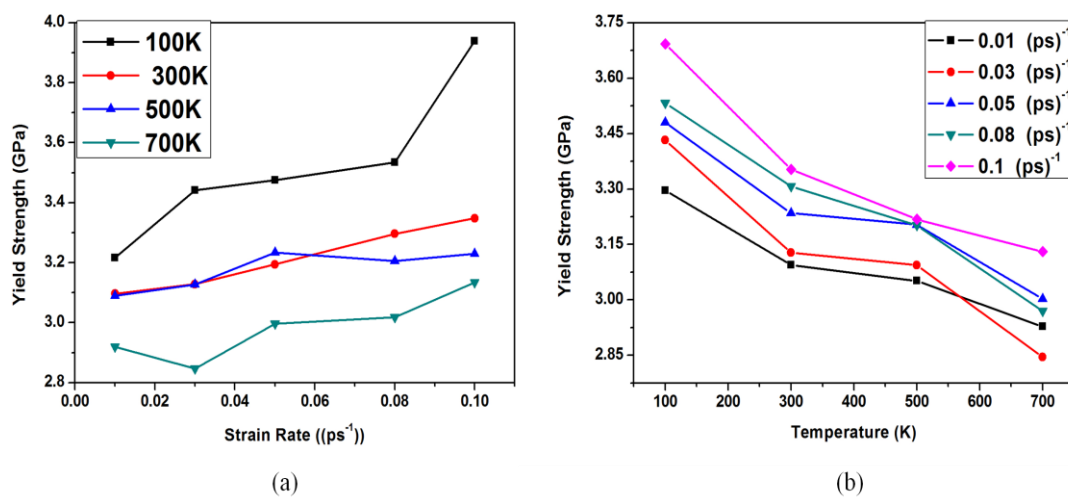 4.0
3.8
3.6
3.4
3.2
3.0
2.8
0.00 0.02 0.04 0.06 0.08 0.10
Yield Strength (GPa)
Strain Rate ((ps⁻¹))
100K
300K
500K
700K
(a)
3.75
3.60
3.45
3.30
3.15
3.00
2.85
100 200 300 400 500 600 700
Yield Strength (GPa)
Temperature (K)
0.01 (ps)⁻¹
0.03 (ps)⁻¹
0.05 (ps)⁻¹
0.08 (ps)⁻¹
0.1 (ps)⁻¹
(b)